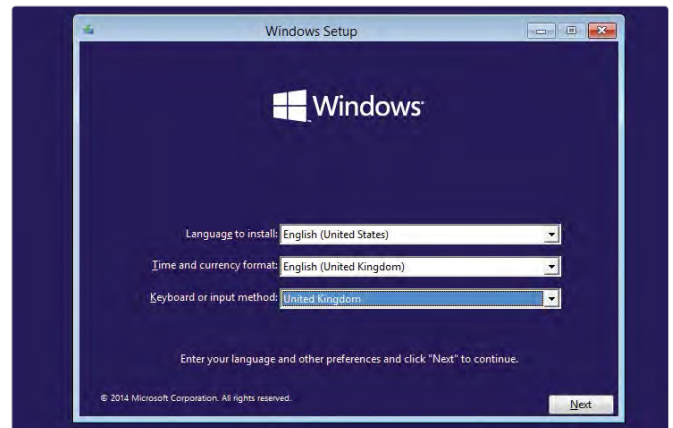 Windows Setup
Windows
Language to install: English (United States)
Time and currency format: English (United Kingdom)
Keyboard or input method: United Kingdom
Enter your language and other preferences and click "Next" to continue.
© 2014 Microsoft Corporation. All rights reserved.
Next